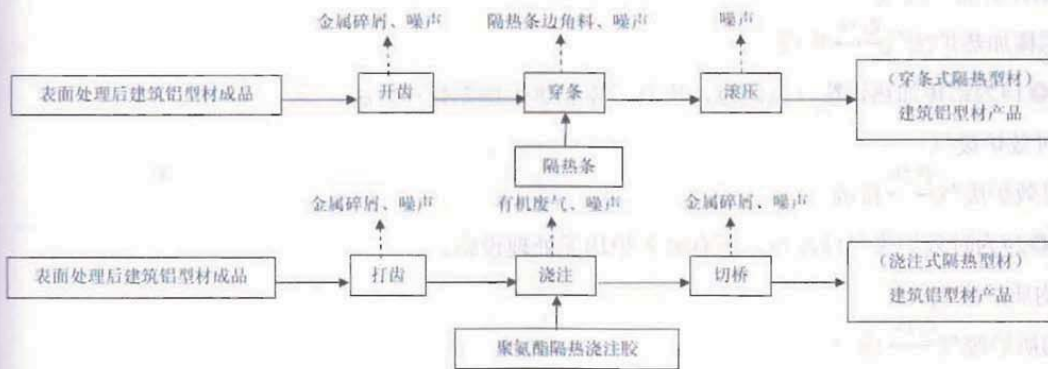 金属碎屑、噪声
隔热条边角料、噪声
噪声
表面处理后建筑铝型材成品
开齿
穿条
滚压
（穿条式隔热型材）
建筑铝型材产品
隔热条
金属碎屑、噪声
有机废气、噪声
金属碎屑、噪声
表面处理后建筑铝型材成品
打齿
浇注
切桥
（浇注式隔热型材）
建筑铝型材产品
聚氨酯隔热浇注胶